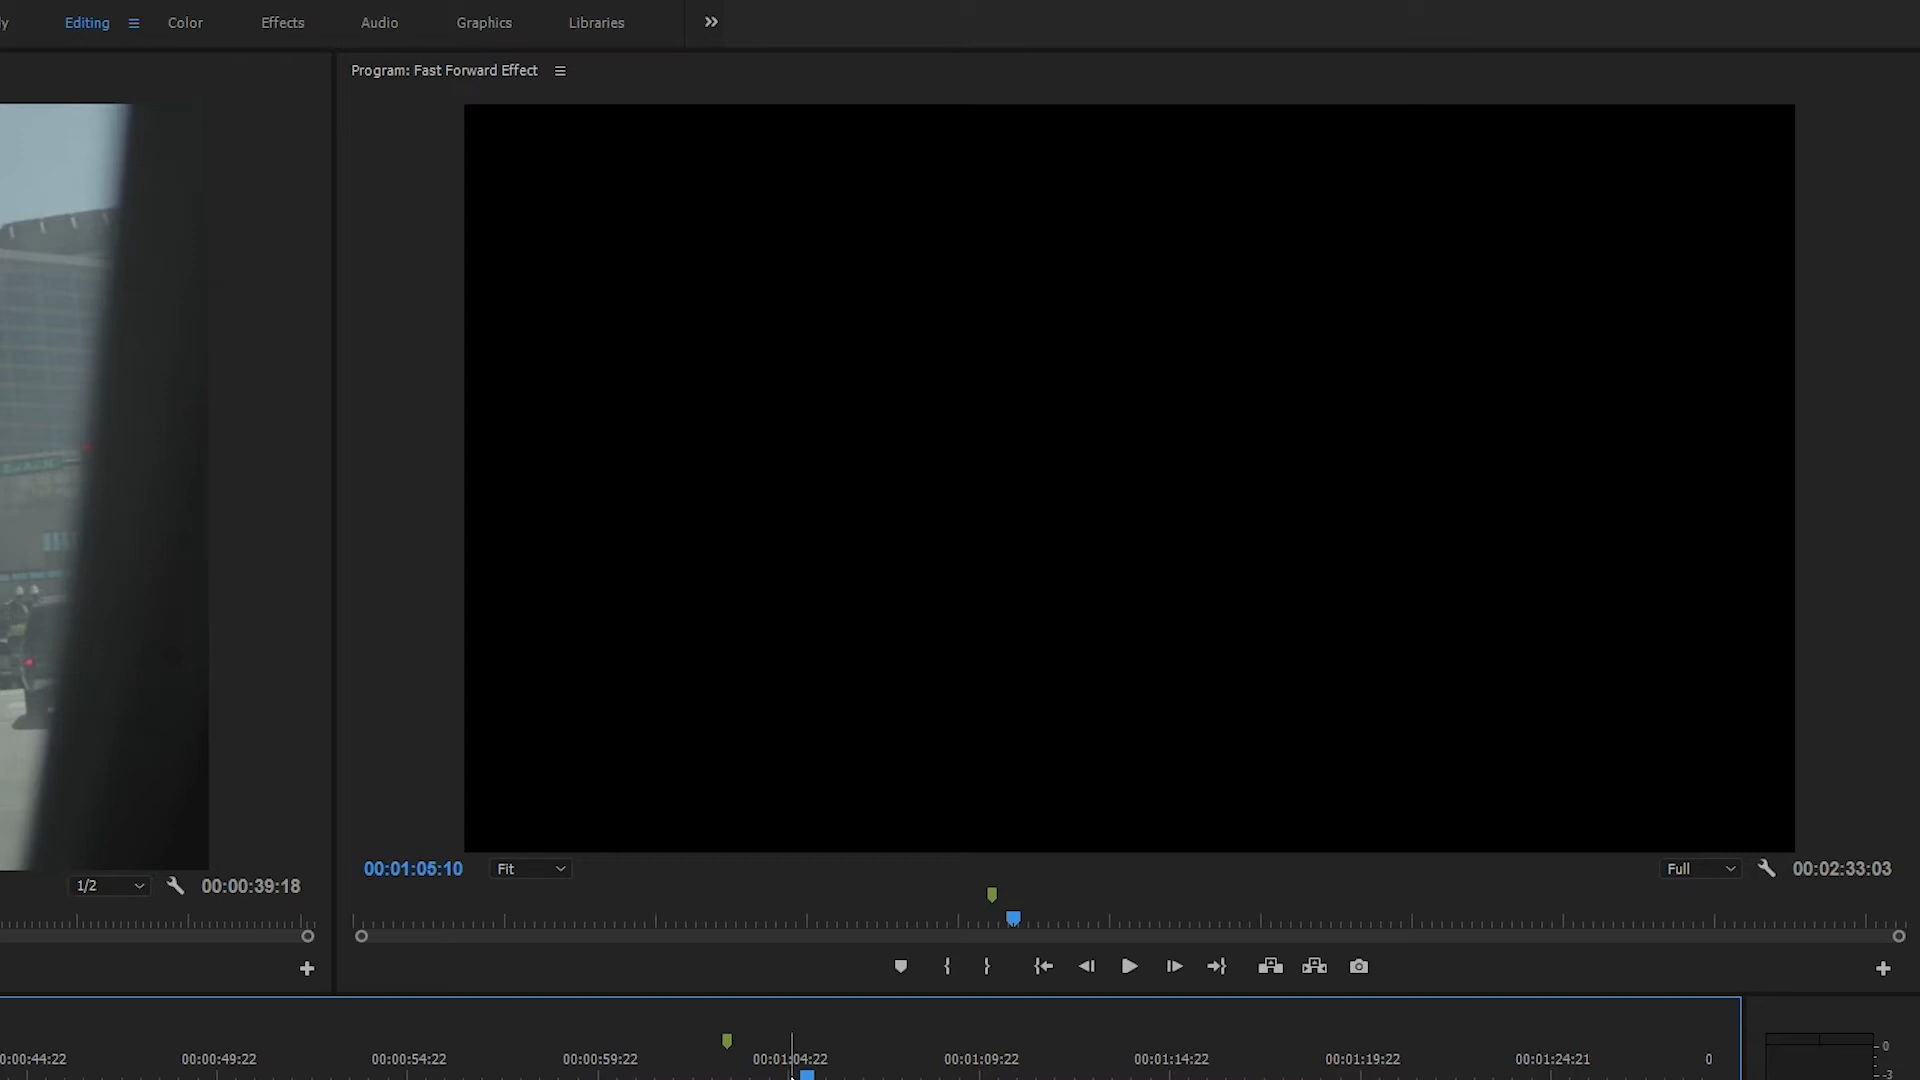 y
Editing
Color
Effects
Audio
Graphics
Libraries
Program: Fast Forward Effect
1/2
00:00:39:18
00:01:05:10
Fit
Full
00:02:33:03
0:00:44:22
00:00:49:22
00:00:54:22
00:00:59:22
00:01:04:22
00:01:09:22
00:01:14:22
00:01:19:22
00:01:24:21
0
0
-3